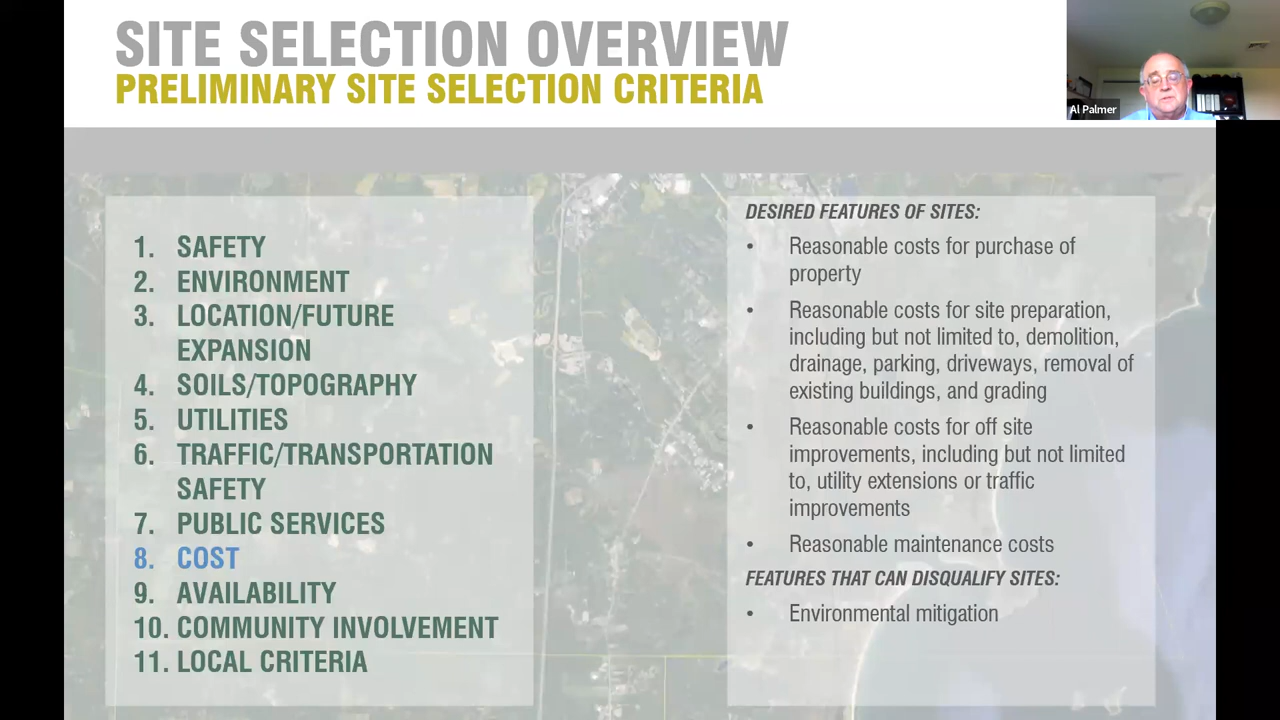 SITE SELECTION OVERVIEW
PRELIMINARY SITE SELECTION CRITERIA
Al Palmer
1. SAFETY
2. ENVIRONMENT
3. LOCATION/FUTURE
EXPANSION
4. SOILS/TOPOGRAPHY
5. UTILITIES
6. TRAFFIC/TRANSPORTATION
SAFETY
7. PUBLIC SERVICES
8. COST
9. AVAILABILITY
10. COMMUNITY INVOLVEMENT
11. LOCAL CRITERIA
DESIRED FEATURES OF SITES:
• Reasonable costs for purchase of
property
• Reasonable costs for site preparation,
including but not limited to, demolition,
drainage, parking, driveways, removal of
existing buildings, and grading
• Reasonable costs for off site
improvements, including but not limited
to, utility extensions or traffic
improvements
• Reasonable maintenance costs
FEATURES THAT CAN DISQUALIFY SITES:
• Environmental mitigation